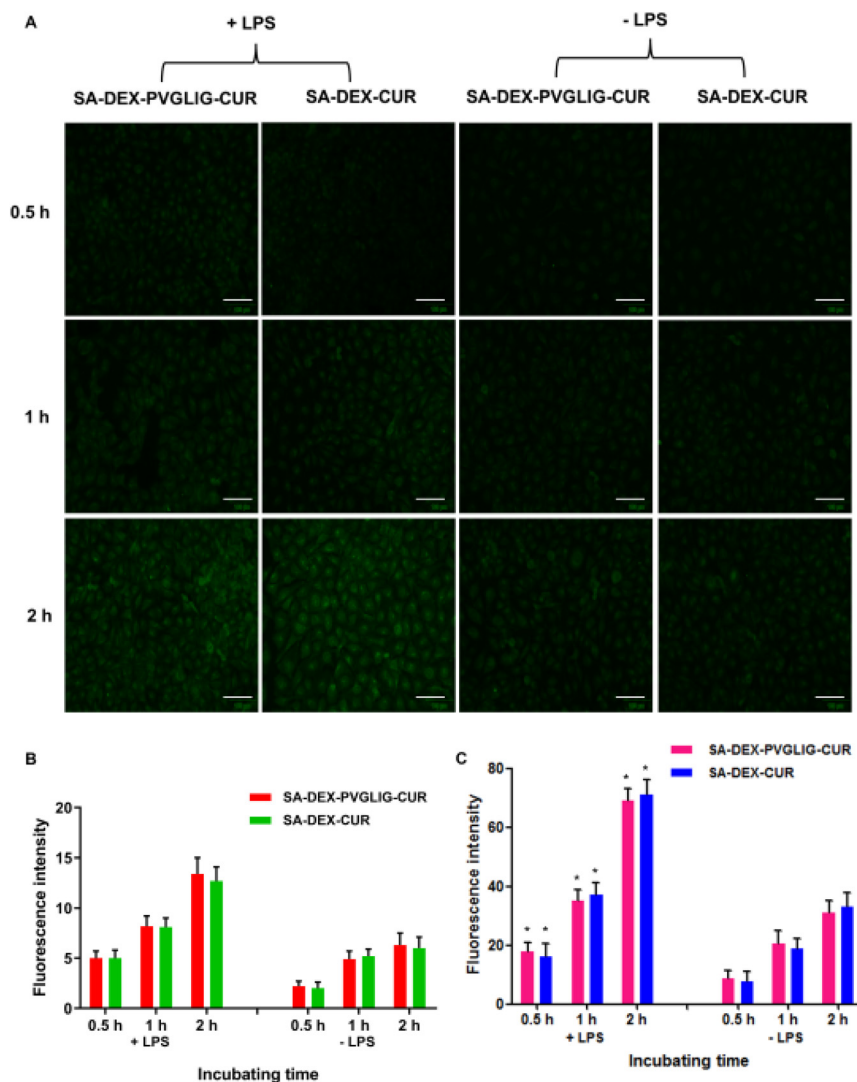 A
+ LPS
- LPS
SA-DEX-PVGLIG-CUR SA-DEX-CUR SA-DEX-PVGLIG-CUR SA-DEX-CUR
0.5 h
1 h
2 h
B
SA-DEX-PVGLIG-CUR
SA-DEX-CUR
Fluorescence intensity
20
15
10
5
0
0.5 h 1 h 2 h 0.5 h 1 h 2 h
+ LPS - LPS
Incubating time
C
SA-DEX-PVGLIG-CUR
SA-DEX-CUR
Fluorescence intensity
80
60
40
20
0
* * * * * *
0.5 h 1 h 2 h 0.5 h 1 h 2 h
+ LPS - LPS
Incubating time